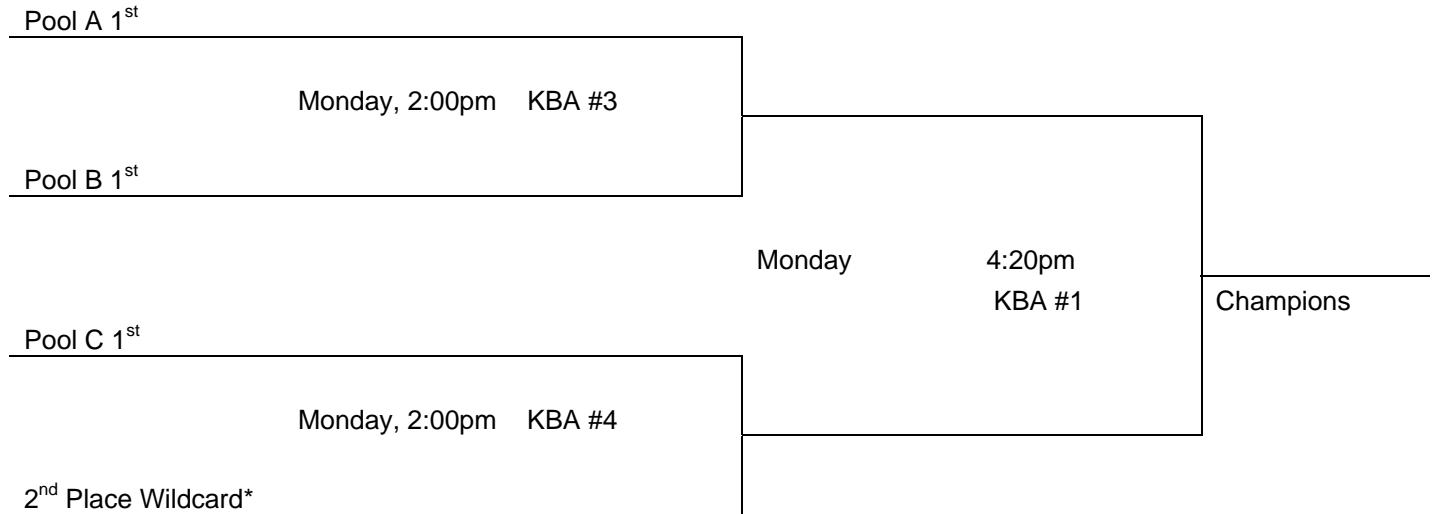 Pool A 1st
Monday, 2:00pm KBA #3
Pool B 1st
Monday 4:20pm
KBA #1
Champions
Pool C 1st
Monday, 2:00pm KBA #4
2nd Place Wildcard*